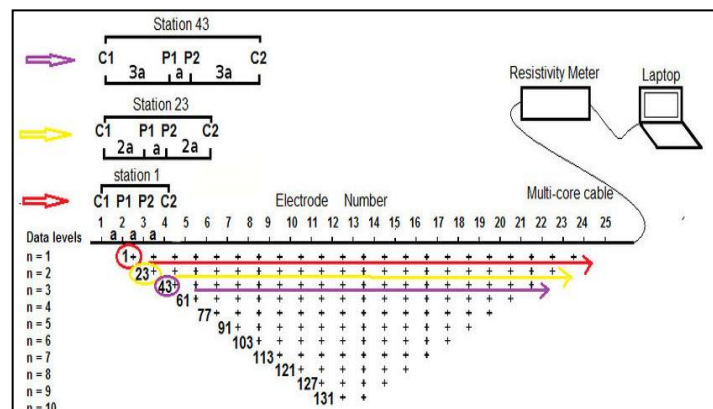 Station 43
C1 P1 P2 C2
3a a 3a
Station 23
C1 P1 P2 C2
2a a 2a
station 1
C1 P1 P2 C2
Resistivity Meter Laptop
Electrode Number
Multi-core cable
1 2 3 4 5 6 7 8 9 10 11 12 13 14 15 16 17 18 19 20 21 22 23 24 25
a a a
Data levels
n = 1 1
n = 2 23
n = 3 43
61
n = 4 77
n = 5 91
n = 6 103
n = 7 113
n = 8 121
127
n = 9 131
n = 10